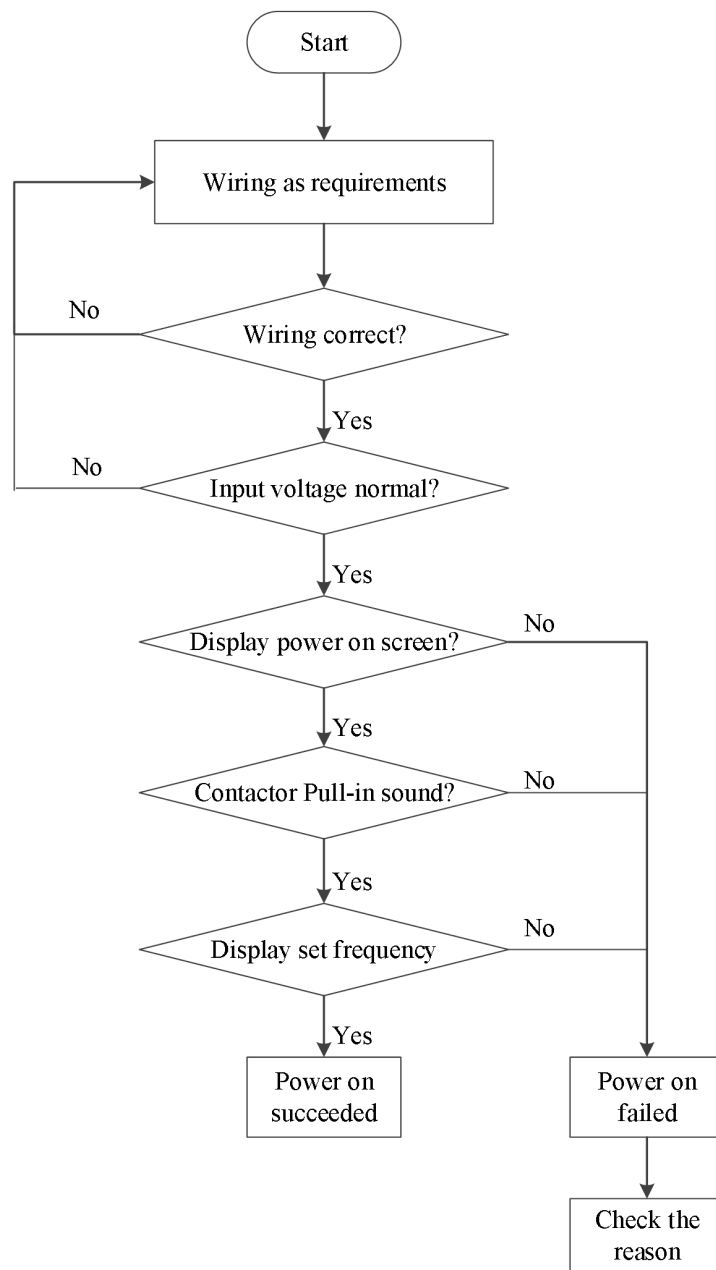 Start
Wiring as requirements
No
Wiring correct?
Yes
No
Input voltage normal?
Yes
Display power on screen?
No
Yes
Contactor Pull-in sound?
No
Yes
Display set frequency
No
Yes
Power on
succeeded
Power on
failed
Check the
reason